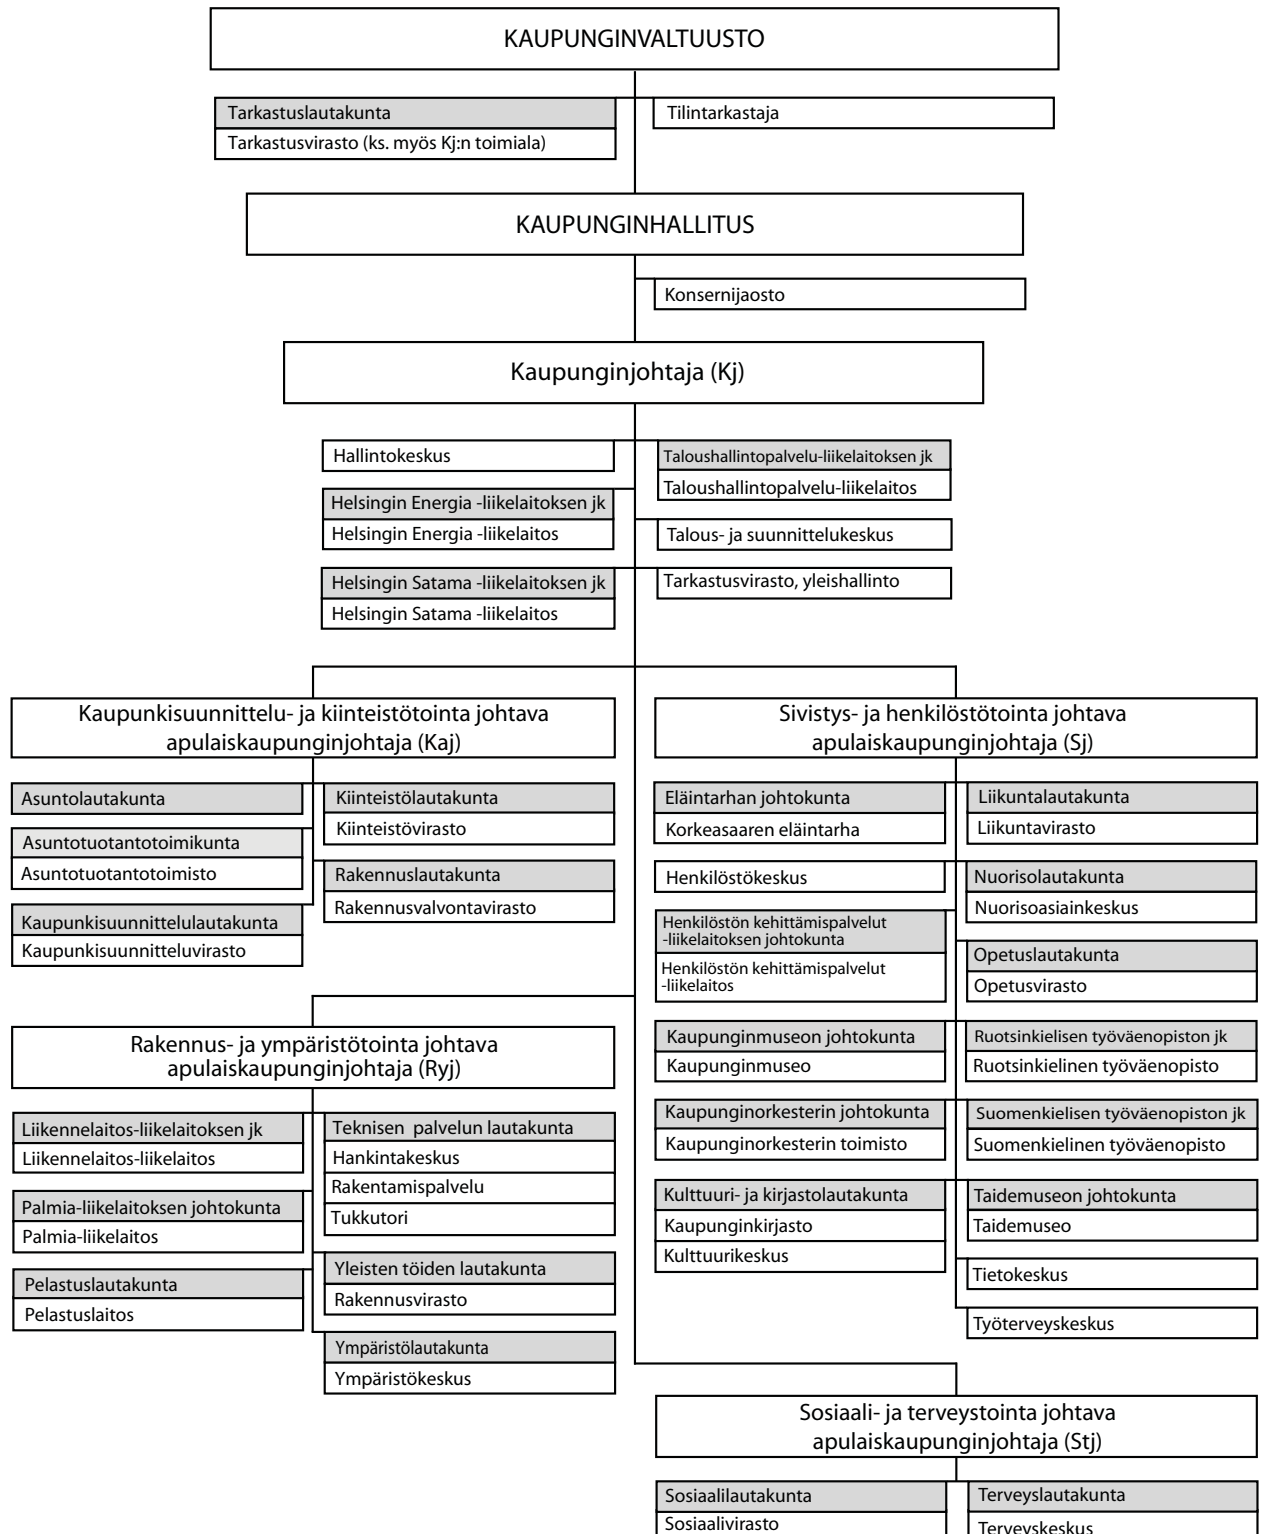 KAUPUNGINVALTUUSTO
Tarkastuslautakunta
Tarkastusvirasto (ks. myös Kj:n toimiala)
Tilintarkastaja
KAUPUNGINHALLITUS
Konsernijaosto
Kaupunginjohtaja (Kj)
Hallintokeskus
Helsingin Energia -liikelaitoksen jk
Helsingin Energia -liikelaitos
Helsingin Satama -liikelaitoksen jk
Helsingin Satama -liikelaitos
Taloushallintopalvelu-liikelaitoksen jk
Taloushallintopalvelu-liikelaitos
Talous- ja suunnittelukeskus
Tarkastusvirasto, yleishallinto
Kaupunkisuunnittelu- ja kiinteistötointa johtava
apulaiskaupunginjohtaja (Kaj)
Asuntolautakunta
Asuntotuotantotoimikunta
Asuntotuotantotoimisto
Kaupunkisuunnittelulautakunta
Kaupunkisuunnitteluvirasto
Kiinteistölautakunta
Kiinteistövirasto
Rakennuslautakunta
Rakennusvalvontavirasto
Sivistys- ja henkilöstötointa johtava
apulaiskaupunginjohtaja (Sj)
Eläintarhan johtokunta
Korkeasaaren eläintarha
Henkilöstökeskus
Henkilöstön kehittämispalvelut
-liikelaitoksen johtokunta
Henkilöstön kehittämispalvelut
-liikelaitos
Kaupunginmuseon johtokunta
Kaupunginmuseo
Kaupunginorkesterin johtokunta
Kaupunginorkesterin toimisto
Kulttuuri- ja kirjastolautakunta
Kaupunginkirjasto
Kulttuurikeskus
Liikuntalautakunta
Liikuntavirasto
Nuorisolautakunta
Nuorisoasiainkeskus
Opetuslautakunta
Opetusvirasto
Ruotsinkielisen työväenopiston jk
Ruotsinkielinen työväenopisto
Suomenkielisen työväenopiston jk
Suomenkielinen työväenopisto
Taidemuseon johtokunta
Taidemuseo
Tietokeskus
Työterveyskeskus
Rakennus- ja ympäristötointa johtava
apulaiskaupunginjohtaja (Ryj)
Liikennelaitos-liikelaitoksen jk
Liikennelaitos-liikelaitos
Palmia-liikelaitoksen johtokunta
Palmia-liikelaitos
Pelastuslautakunta
Pelastuslaitos
Teknisen palvelun lautakunta
Hankintakeskus
Rakentamispalvelu
Tukkutori
Yleisten töiden lautakunta
Rakennusvirasto
Ympäristölautakunta
Ympäristökeskus
Sosiaali- ja terveystointa johtava
apulaiskaupunginjohtaja (Stj)
Sosiaalilautakunta
Sosiaalivirasto
Terveyslautakunta
Terveyskeskus